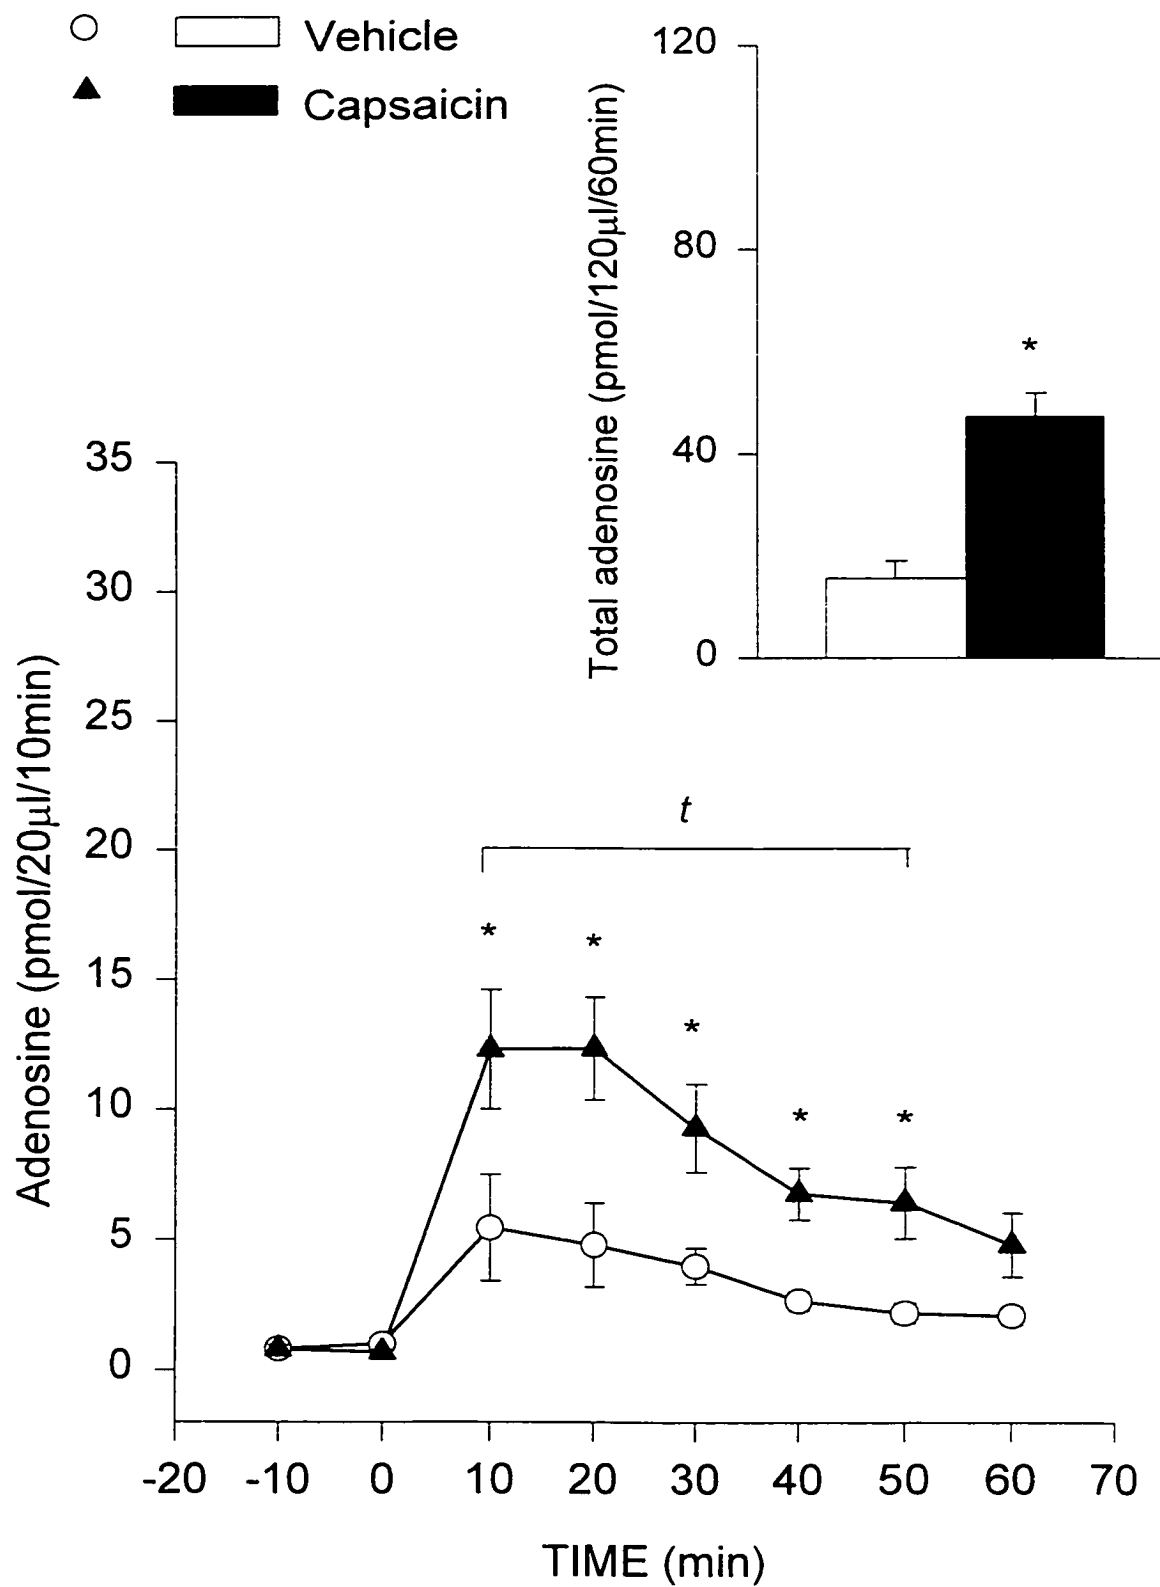 Vehicle
Capsaicin
Total adenosine (pmol/120µl/60min)
120
80
40
0
*
Adenosine (pmol/20µl/10min)
35
30
25
20
15
10
5
0
t
* * * * *
-20 -10 0 10 20 30 40 50 60 70
TIME (min)